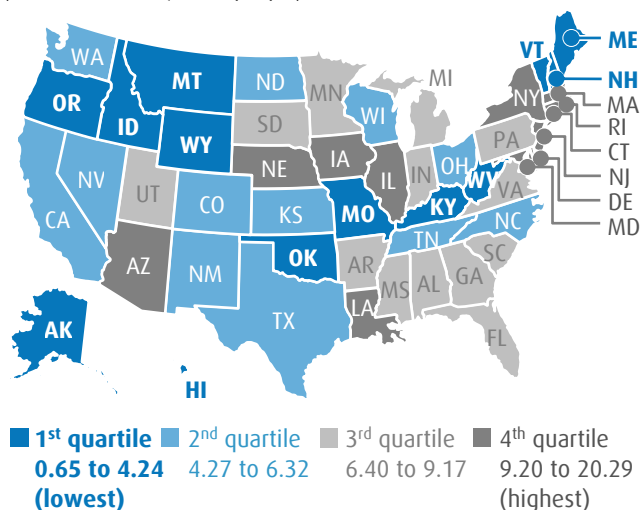 WA
MT
ND
MN
MI
VT
ME
NH
OR
ID
WY
SD
WI
NY
MA
RI
CT
NJ
DE
MD
NV
UT
CO
NE
IA
IL
IN
OH
PA
WV
VA
CA
KS
MO
KY
NC
TN
SC
AZ
NM
OK
AR
MS
AL
GA
TX
LA
FL
AK
HI
1st quartile
0.65 to 4.24
(lowest)
2nd quartile
4.27 to 6.32
3rd quartile
6.40 to 9.17
4th quartile
9.20 to 20.29
(highest)